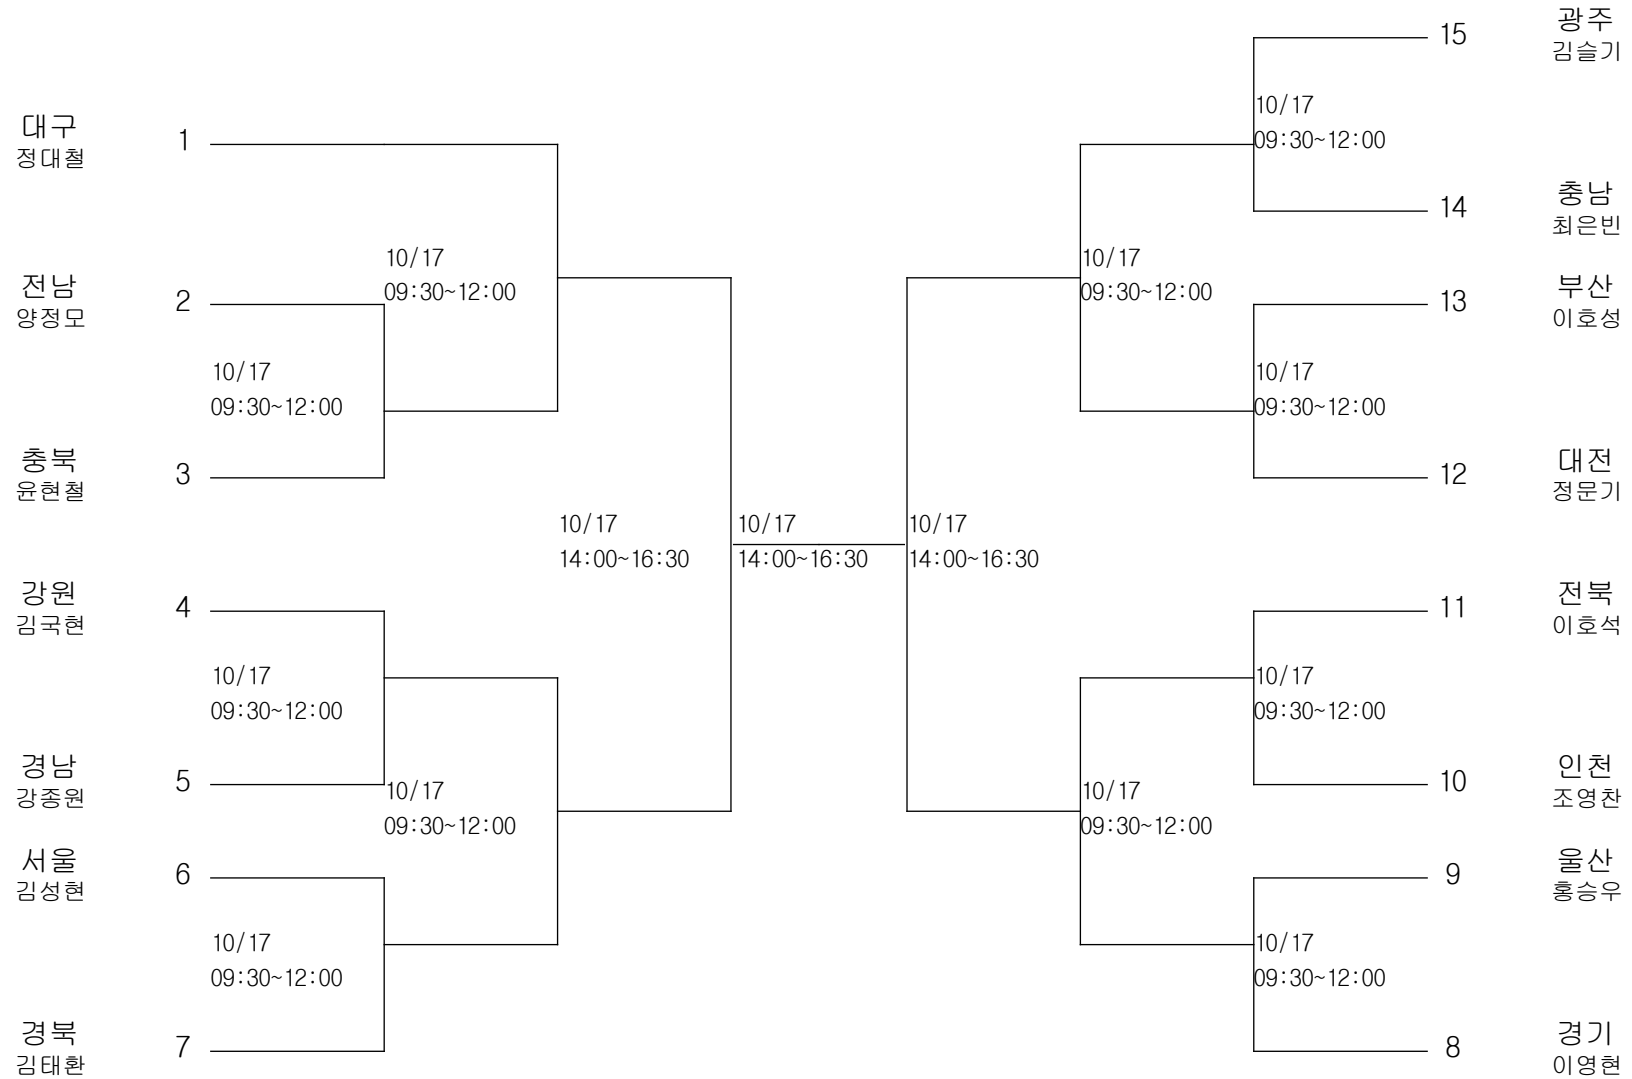 대구
정대철
1
전남
양정모
2
충북
윤현철
3
강원
김국현
4
경남
강종원
5
서울
김성현
6
경북
김태환
7
10/17
09:30~12:00
10/17
09:30~12:00
10/17
09:30~12:00
10/17
09:30~12:00
10/17
09:30~12:00
10/17
14:00~16:30
10/17
14:00~16:30
10/17
14:00~16:30
10/17
09:30~12:00
10/17
09:30~12:00
10/17
09:30~12:00
10/17
09:30~12:00
10/17
09:30~12:00
10/17
09:30~12:00
15
광주
김슬기
14
충남
최은빈
13
부산
이호성
12
대전
정문기
11
전북
이호석
10
인천
조영찬
9
울산
홍승우
8
경기
이영현